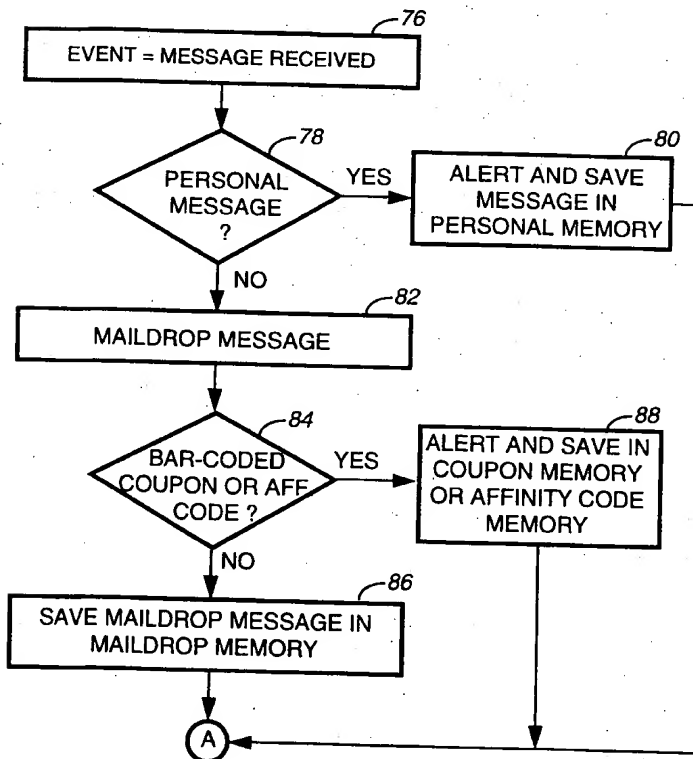 76
EVENT = MESSAGE RECEIVED
78
PERSONAL
MESSAGE
?
YES
80
ALERT AND SAVE
MESSAGE IN
PERSONAL MEMORY
NO
82
MAILDROP MESSAGE
84
BAR-CODED
COUPON OR AFF
CODE ?
YES
88
ALERT AND SAVE IN
COUPON MEMORY
OR AFFINITY CODE
MEMORY
NO
86
SAVE MAILDROP MESSAGE IN
MAILDROP MEMORY
A